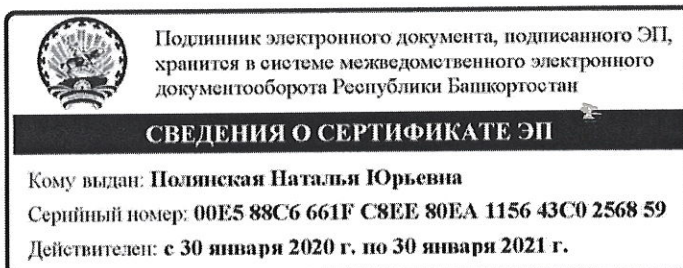 Подлинник электронного документа, подписанного ЭП,
хранится в системе межведомственного электронного
документооборота Республики Башкортостан
СВЕДЕНИЯ О СЕРТИФИКАТЕ ЭП
Кому выдан: Полянская Наталья Юрьевна
Серийный номер: 00E5 88C6 661F C8EE 80EA 1156 43C0 2568 59
Действителен: с 30 января 2020 г. по 30 января 2021 г.